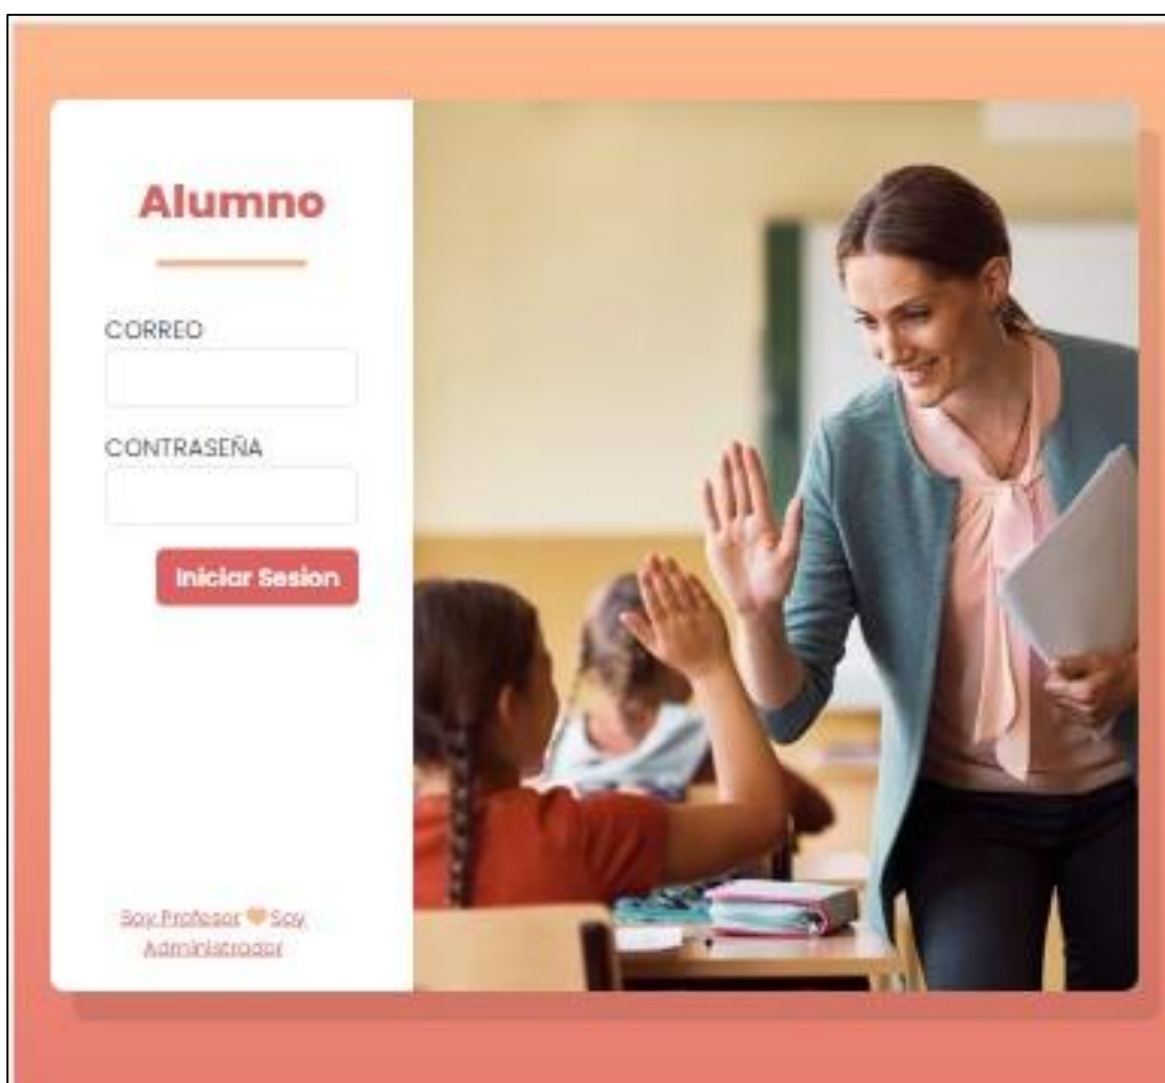 Alumno
CORREO
CONTRASEÑA
Iniciar Sesion
Soy Profesor 🧡 Soy
Administrador